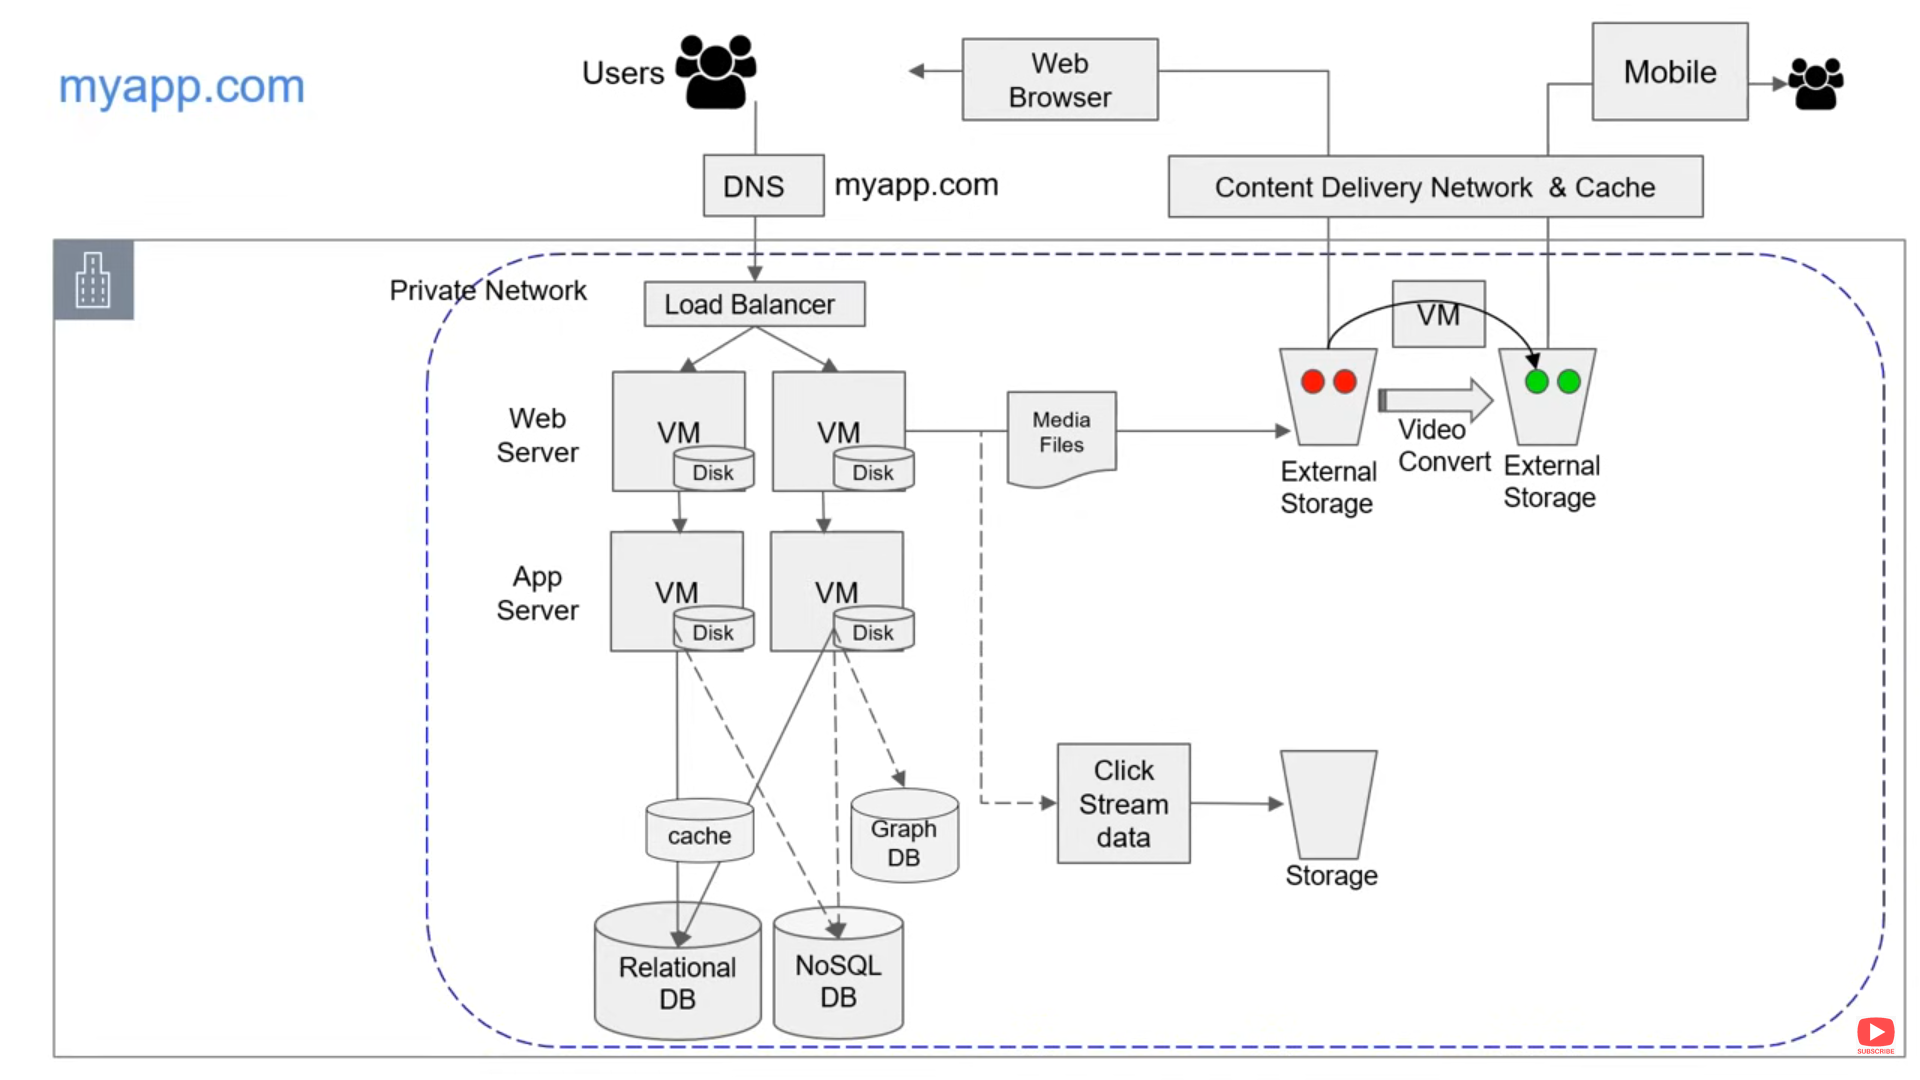 myapp.com
Users
Web
Browser
Mobile
DNS
myapp.com
Content Delivery Network & Cache
Private Network
Load Balancer
VM
Web
Server
VM
Disk
VM
Disk
Media
Files
Video
Convert
External
Storage
External
Storage
App
Server
VM
Disk
VM
Disk
cache
Graph
DB
Click
Stream
data
Storage
Relational
DB
NoSQL
DB
SUBSCRIBE